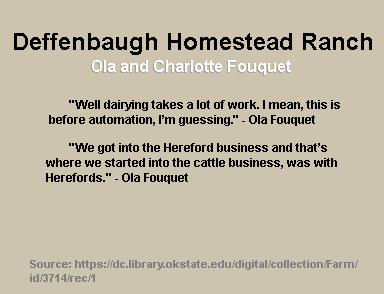 Deffenbaugh Homestead Ranch
Ola and Charlotte Fouquet
"Well dairying takes a lot of work. I mean, this is
before automation, I'm guessing." - Ola Fouquet
"We got into the Hereford business and that's
where we started into the cattle business, was with
Herefords." - Ola Fouquet
Source: https://dc.library.okstate.edu/digital/collection/Farm/
id/3714/rec/1